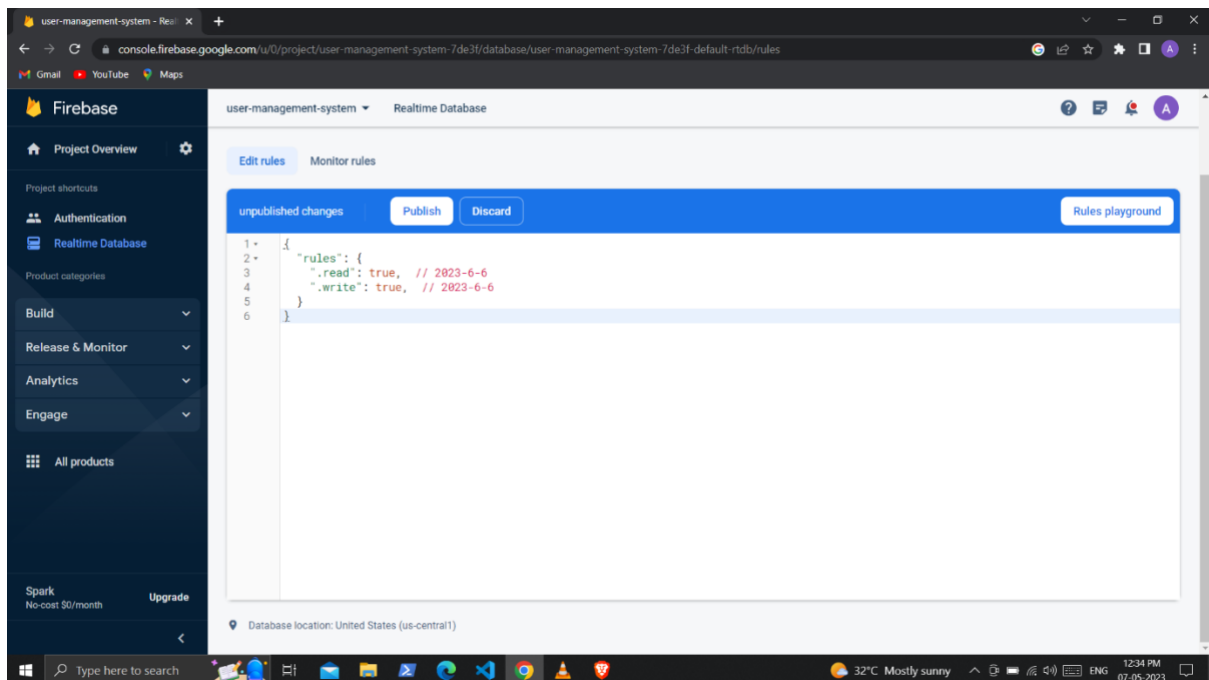 user-management-system - Real
console.firebase.google.com/u/0/project/user-management-system-7de3f/database/user-management-system-7de3f-default-rtdb/rules
A
Gmail YouTube Maps
Firebase
user-management-system Realtime Database
A
Project Overview
Edit rules Monitor rules
Project shortcuts
Authentication
Realtime Database
Product categories
Build
Release & Monitor
Analytics
Engage
All products
Spark
No-cost $0/month
Upgrade
unpublished changes Publish Discard Rules playground
1 {
2 "rules": {
3 ".read": true, // 2023-6-6
4 ".write": true, // 2023-6-6
5 }
6 }
Database location: United States (us-central1)
Type here to search
32°C Mostly sunny
ENG
12:34 PM
07-05-2023